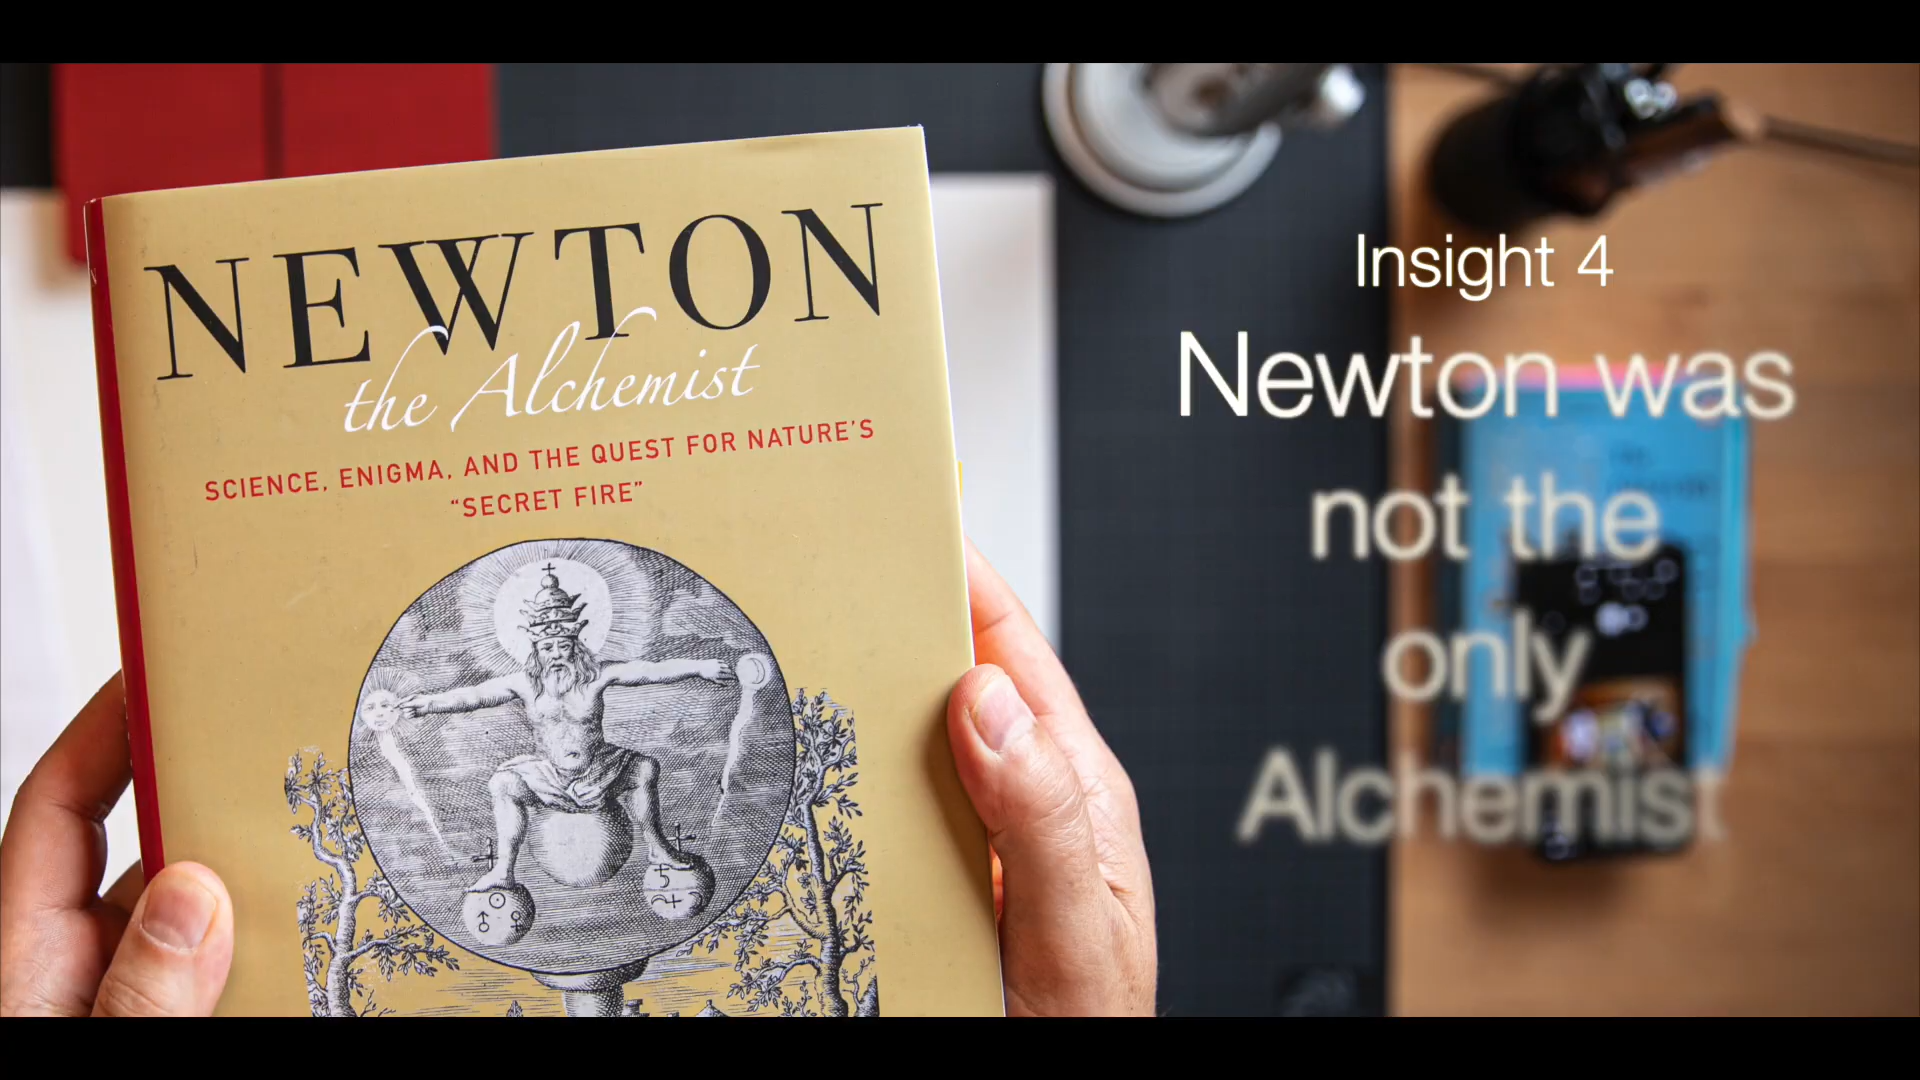 NEWTON
the Alchemist
SCIENCE, ENIGMA, AND THE QUEST FOR NATURE'S
"SECRET FIRE"
Insight 4
Newton was
not the
only
Alchemist